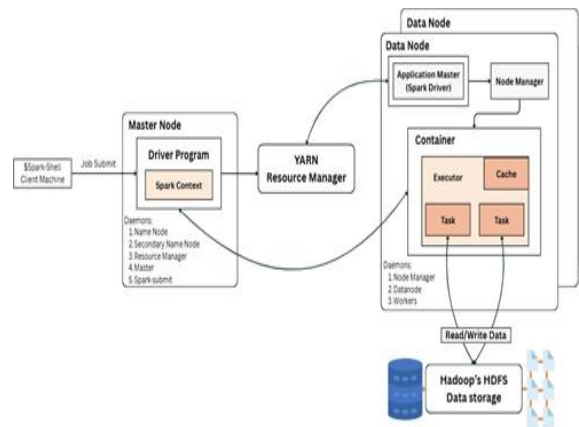 Data Node
Data Node
Application Master
(Spark Driver)
Node Manager
Master Node
Driver Program
Spark Context
YARN
Resource Manager
$Spark-Shell
Client Machine
Job Submit
Container
Executor
Cache
Task
Task
Daemons:
1. Name Node
2. Secondary Name Node
3. Resource Manager
4. Master
5. Spark-submit
Daemons:
1. Node Manager
2. Datanode
3. Workers
Read/Write Data
Hadoop's HDFS
Data storage